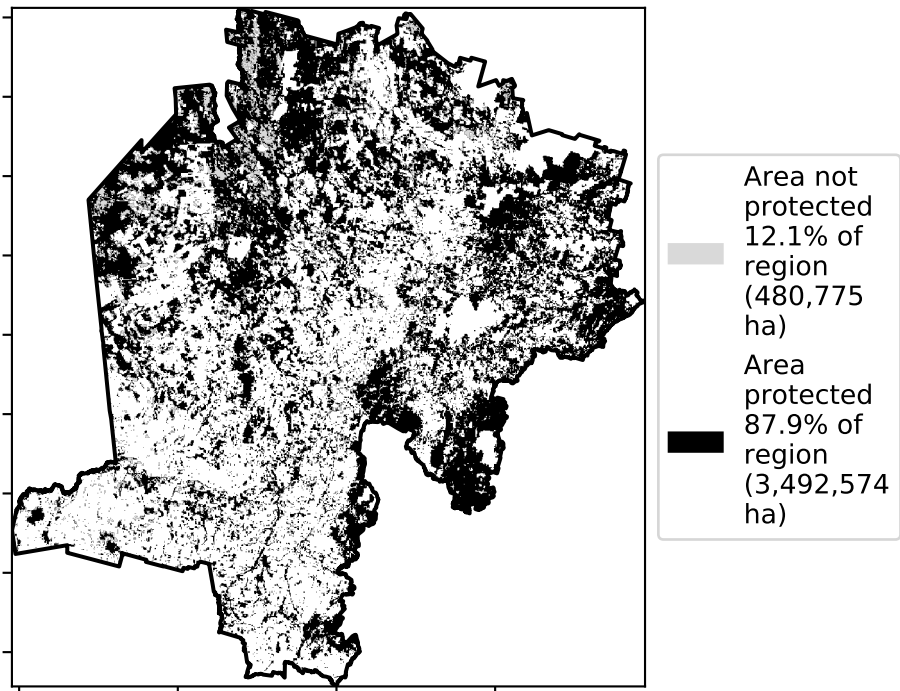 Area not
protected
12.1% of
region
(480,775
ha)
Area
protected
87.9% of
region
(3,492,574
ha)